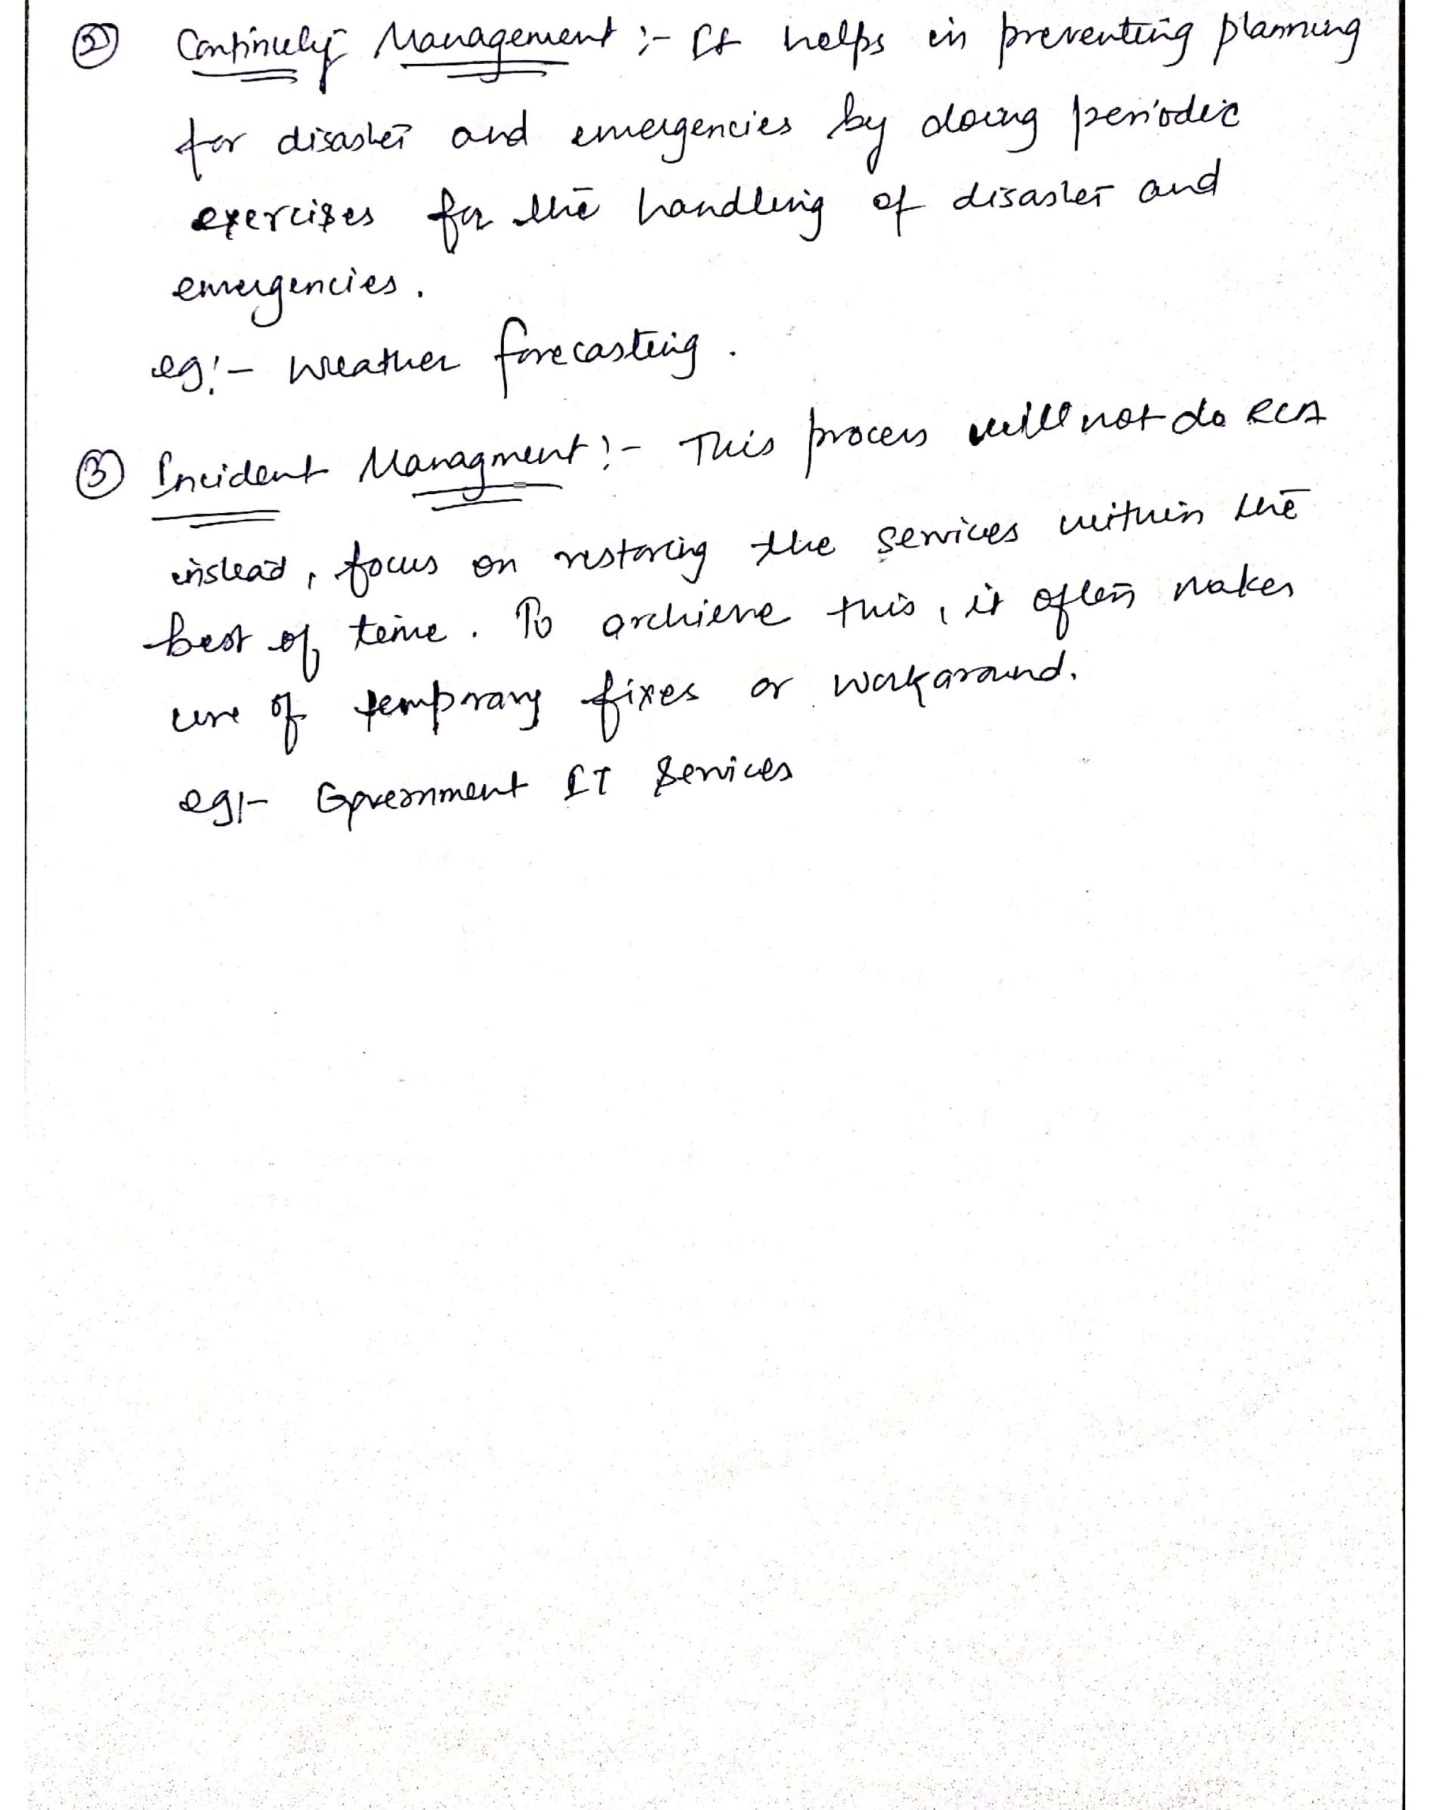 ② Continuity Management :- It helps in preventing planning
for disaster and emergencies by doing periodic
exercises for the handling of disaster and
emergencies.
eg:- Weather forecasting.
③ Incident Managment :- This process will not do RCA
instead, focus on restoring the services within the
best of time. To archieve this, it often makes
use of temprary fixes or workaround.
eg:- Government IT Services